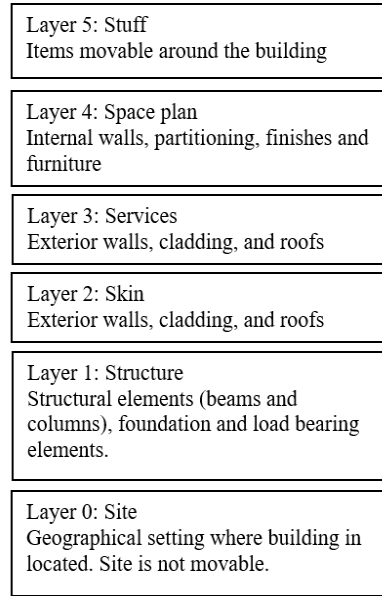 Layer 5: Stuff
Items movable around the building
Layer 4: Space plan
Internal walls, partitioning, finishes and
furniture
Layer 3: Services
Exterior walls, cladding, and roofs
Layer 2: Skin
Exterior walls, cladding, and roofs
Layer 1: Structure
Structural elements (beams and
columns), foundation and load bearing
elements.
Layer 0: Site
Geographical setting where building in
located. Site is not movable.